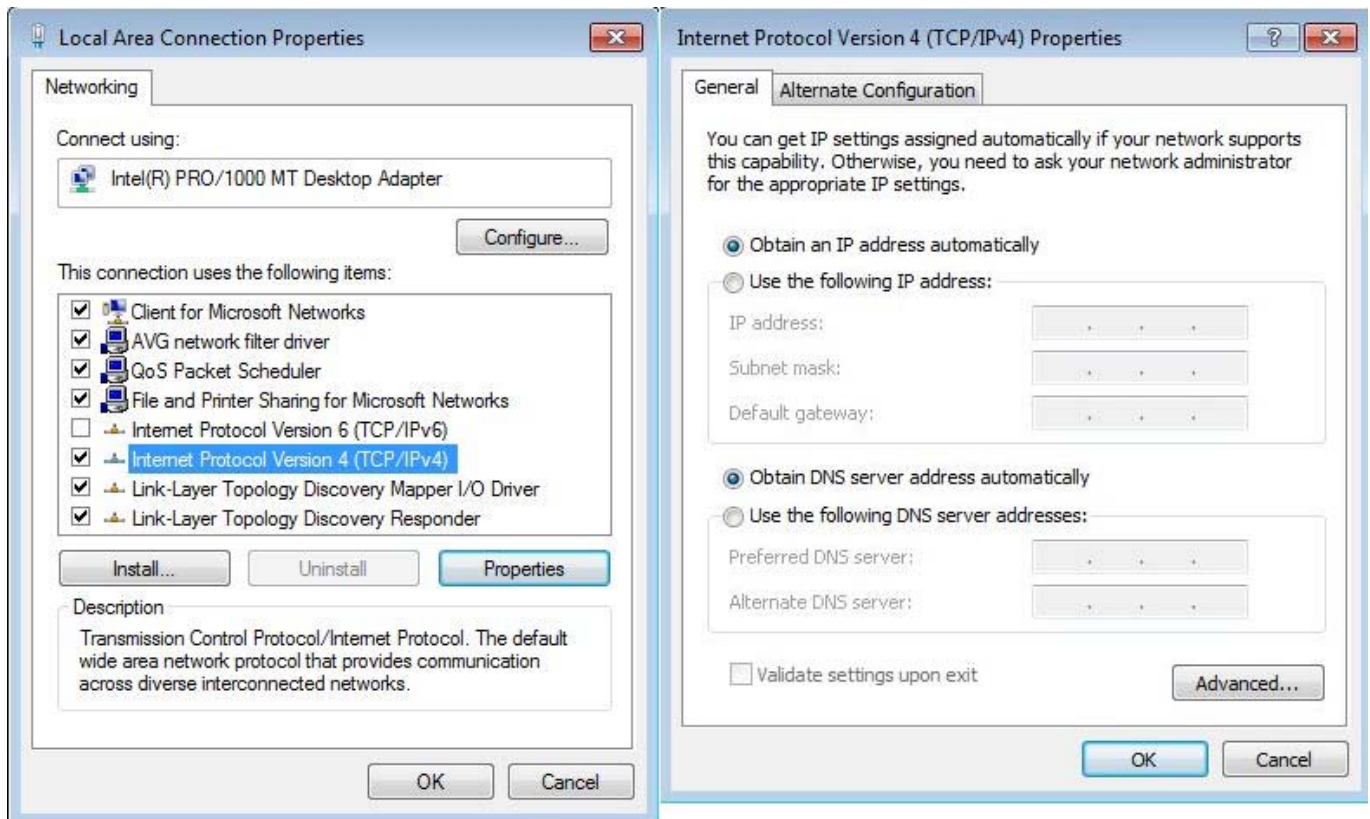 Local Area Connection Properties
Networking
Connect using:
Intel(R) PRO/1000 MT Desktop Adapter
Configure...
This connection uses the following items:
Client for Microsoft Networks
AVG network filter driver
QoS Packet Scheduler
File and Printer Sharing for Microsoft Networks
Internet Protocol Version 6 (TCP/IPv6)
Internet Protocol Version 4 (TCP/IPv4)
Link-Layer Topology Discovery Mapper I/O Driver
Link-Layer Topology Discovery Responder
Install... Uninstall Properties
Description
Transmission Control Protocol/Internet Protocol. The default
wide area network protocol that provides communication
across diverse interconnected networks.
OK Cancel
Internet Protocol Version 4 (TCP/IPv4) Properties
General Alternate Configuration
You can get IP settings assigned automatically if your network supports
this capability. Otherwise, you need to ask your network administrator
for the appropriate IP settings.
Obtain an IP address automatically
Use the following IP address:
IP address: . . .
Subnet mask: . . .
Default gateway: . . .
Obtain DNS server address automatically
Use the following DNS server addresses:
Preferred DNS server: . . .
Alternate DNS server: . . .
Validate settings upon exit
Advanced...
OK Cancel